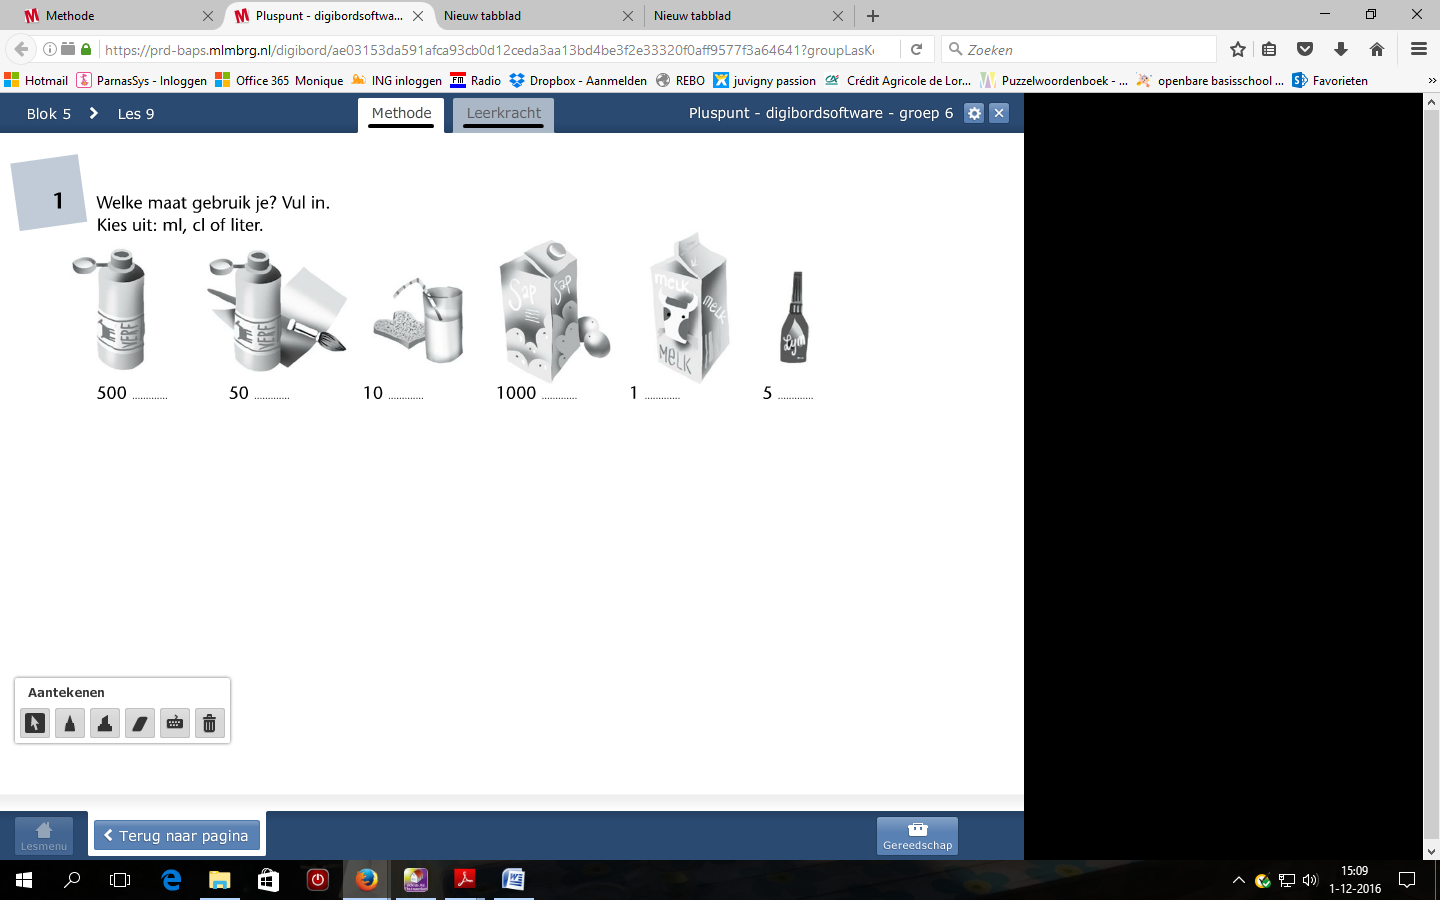 Methode
Pluspunt - digibordsoftwa...
Nieuw tabblad
Nieuw tabblad
https://prd-baps.mlmbrg.nl/digibord/ae03153da591afca93cb0d12ceda3aa13bd4be3f2e33320f0aff9577f3a64641?groupLasKe
Zoeken
Hotmail
ParnasSys - Inloggen
Office 365 Monique
ING inloggen
Radio
Dropbox - Aanmelden
REBO
juvigny passion
Crédit Agricole de Lor...
Puzzelwoordenboek - ...
openbare basisschool ...
Favorieten
Blok 5 > Les 9
Methode
Leerkracht
Pluspunt - digibordsoftware - groep 6
1
Welke maat gebruik je? Vul in.
Kies uit: ml, cl of liter.
VERF
VERF
Sap
Sap
melk
melk
melk
Lym
500 .............
50 .............
10 .............
1000 .............
1 .............
5 .............
Aantekenen
Lesmenu
Terug naar pagina
Gereedschap
15:09
1-12-2016